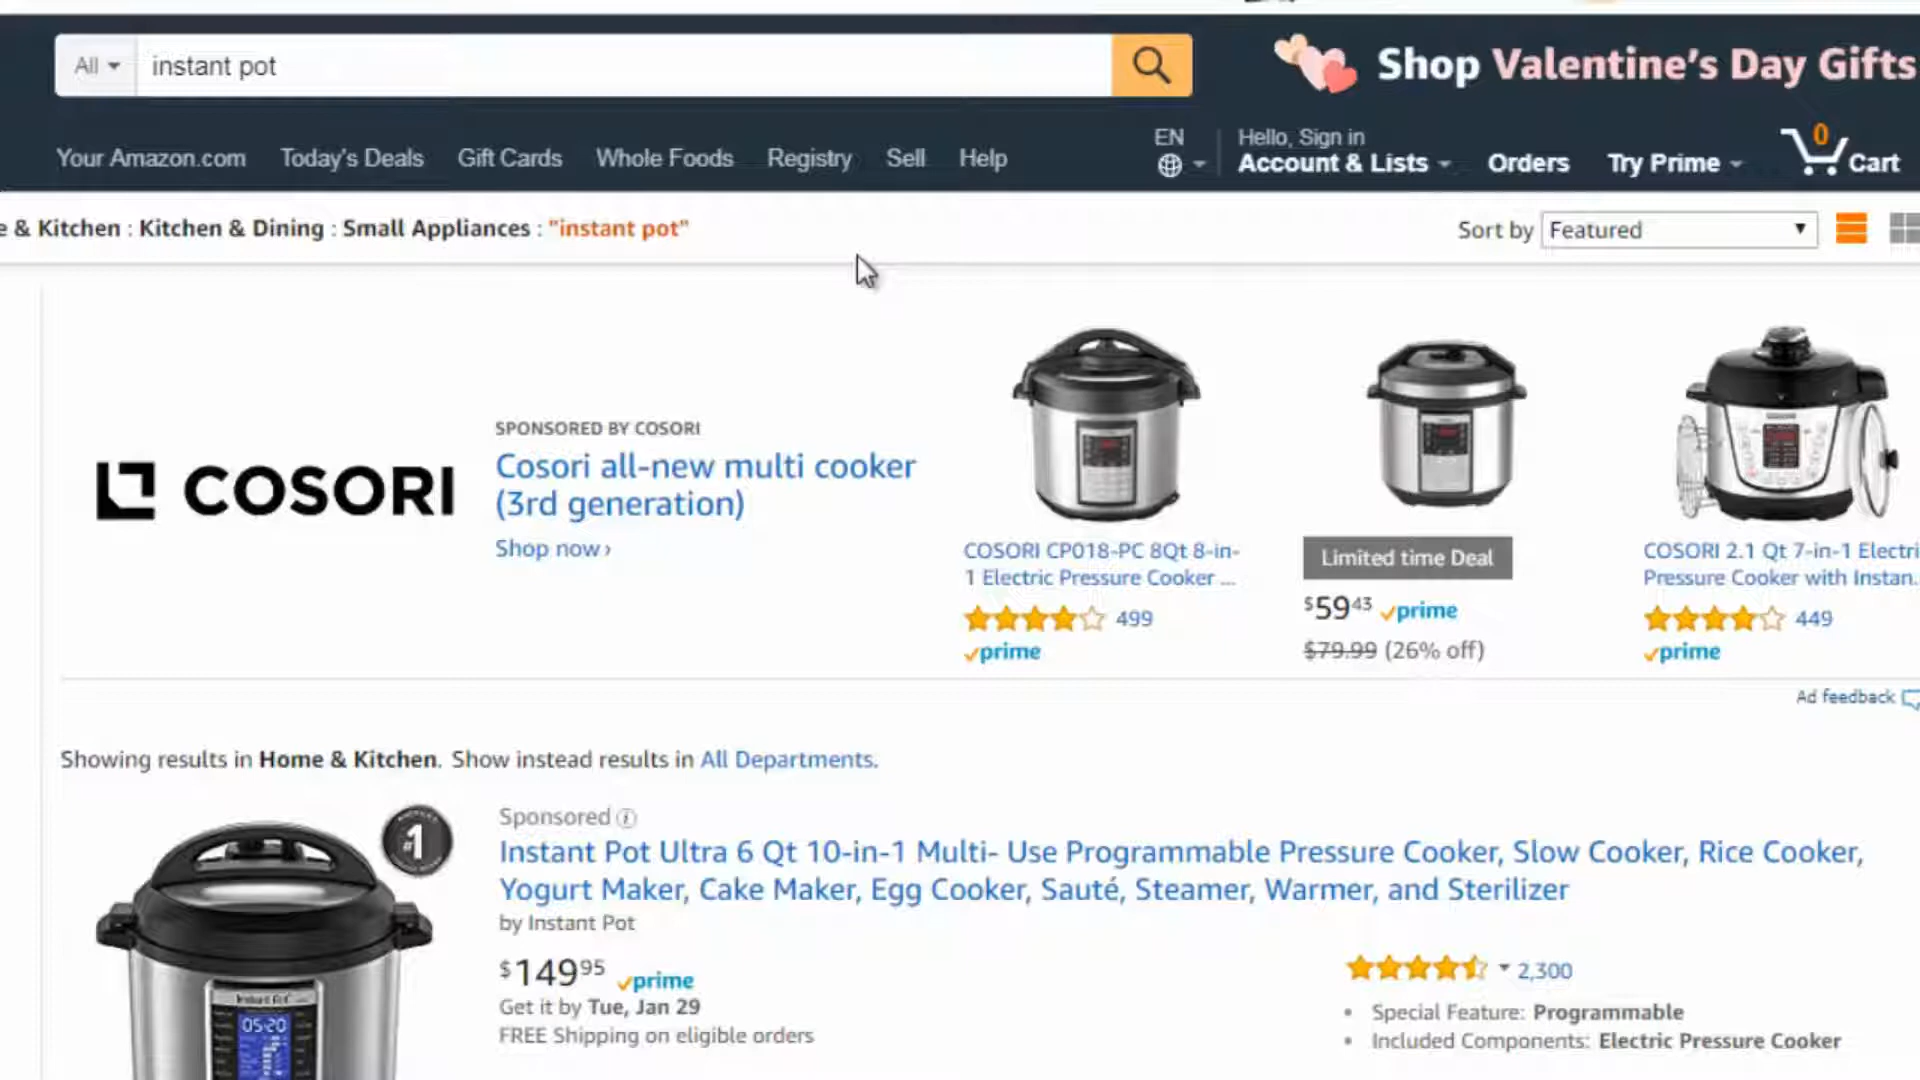 All
instant pot
Shop Valentine's Day Gifts
Your Amazon.com
Today's Deals
Gift Cards
Whole Foods
Registry
Sell
Help
EN
Hello, Sign in
Account & Lists
Orders
Try Prime
0
Cart
e & Kitchen : Kitchen & Dining : Small Appliances : "instant pot"
Sort by Featured
COSORI
SPONSORED BY COSORI
Cosori all-new multi cooker
(3rd generation)
Shop now ›
COSORI CP018-PC 8Qt 8-in-
1 Electric Pressure Cooker ...
499
prime
Limited time Deal
$59 43 prime
$79.99 (26% off)
COSORI 2.1 Qt 7-in-1 Electri
Pressure Cooker with Instan.
449
prime
Ad feedback
Showing results in Home & Kitchen. Show instead results in All Departments.
#1
Instant Pot
05:20
Sponsored
Instant Pot Ultra 6 Qt 10-in-1 Multi- Use Programmable Pressure Cooker, Slow Cooker, Rice Cooker,
Yogurt Maker, Cake Maker, Egg Cooker, Sauté, Steamer, Warmer, and Sterilizer
by Instant Pot
$149 95 prime
Get it by Tue, Jan 29
FREE Shipping on eligible orders
2,300
Special Feature: Programmable
Included Components: Electric Pressure Cooker